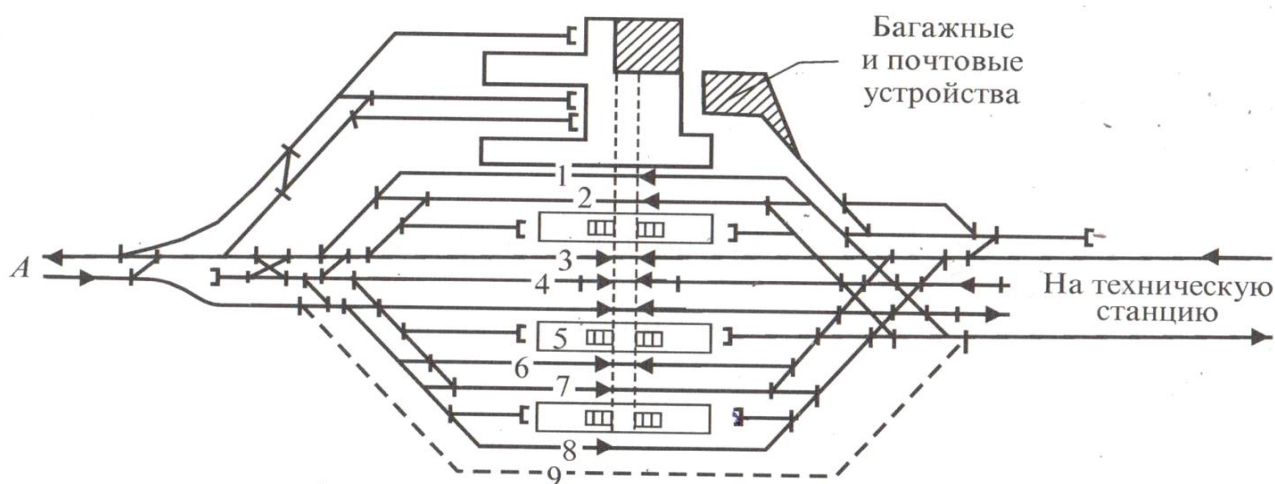 Багажные
и почтовые
устройства
1
2
3
A
4
На техническую
станцию
5
6
7
8
9